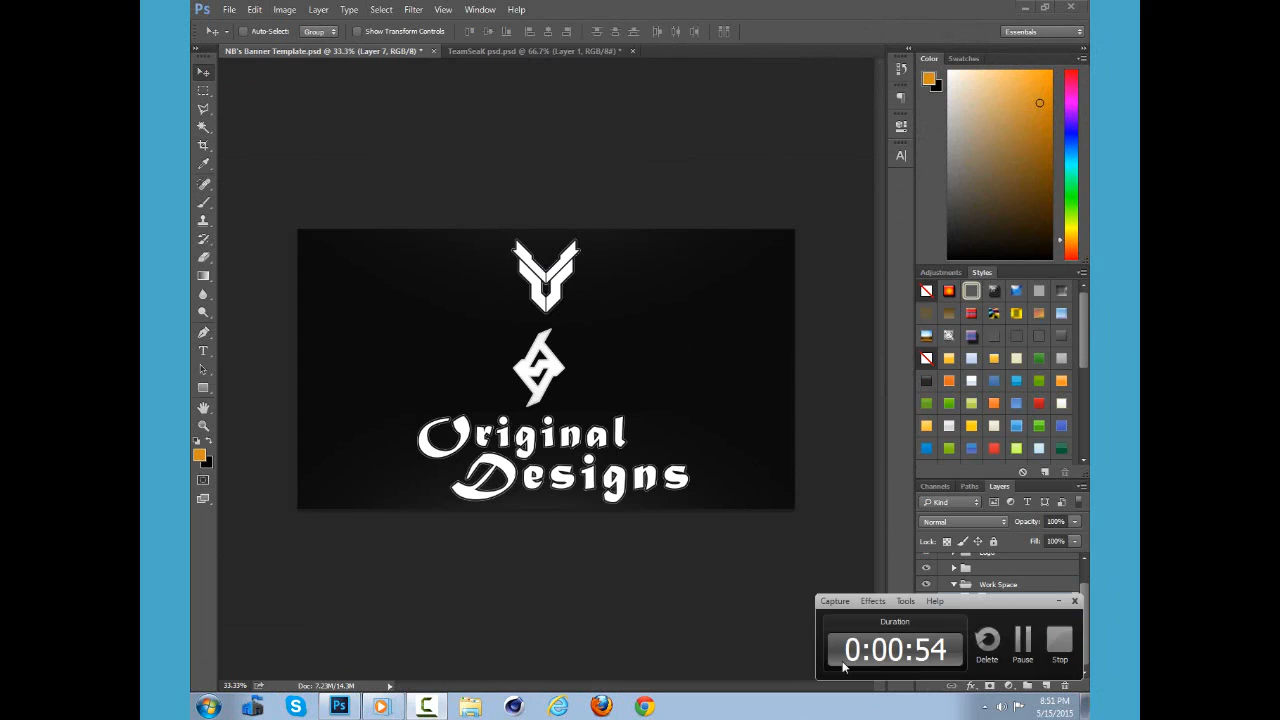 Ps File Edit Image Layer Type Select Filter View Window Help
Auto-Select: Group Show Transform Controls Essentials
NB's Banner Template.psd @ 33.3% (Layer 7, RGB/8) * × TeamSeaK psd.psd @ 66.7% (Layer 1, RGB/8#) * ×
Color Swatches
Original
Designs
Adjustments Styles
Channels Paths Layers
Kind
Normal Opacity: 100%
Lock: Fill: 100%
Work Space
Capture Effects Tools Help
Duration
0:00:54
Delete Pause Stop
33.33% Doc: 7.23M/14.3M
8:51 PM
5/15/2015